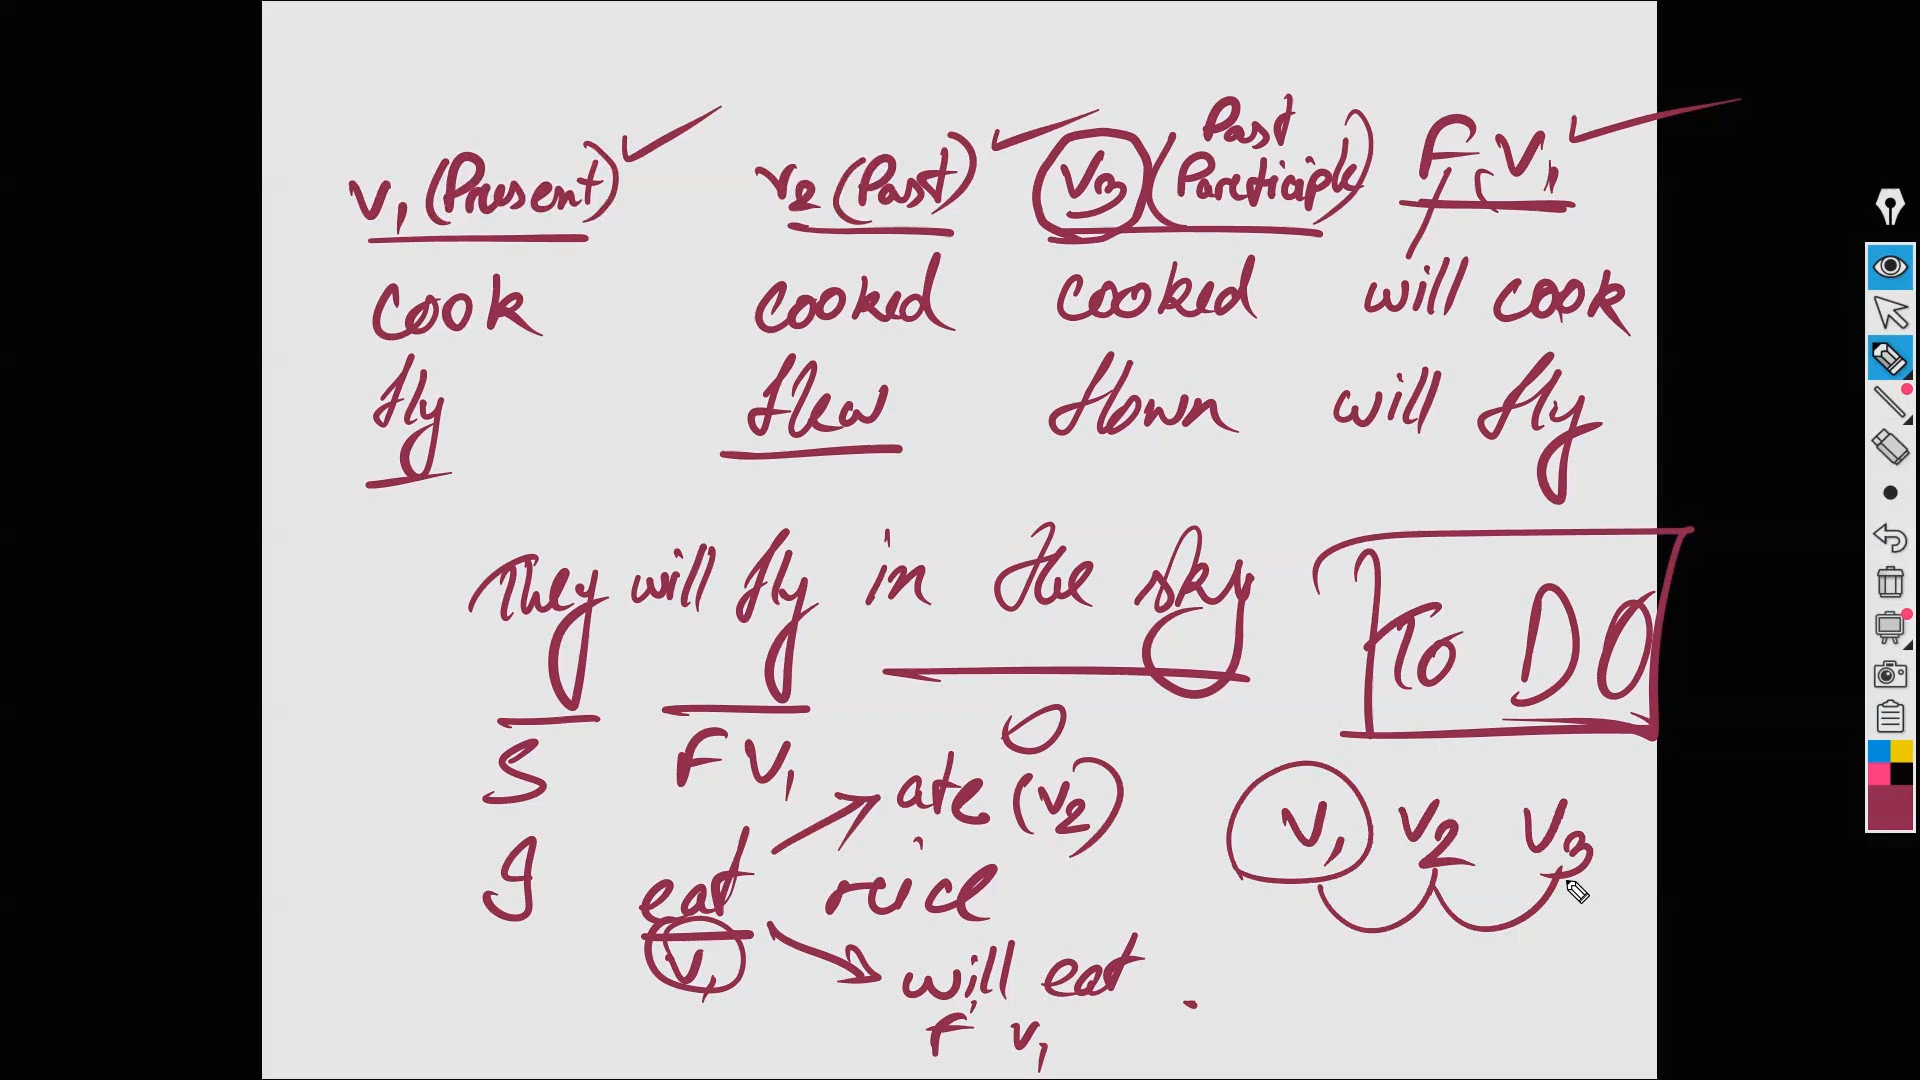 V1 (Present) V2 (Past) V3 (Past Participle) F V1
cook cooked cooked will cook
fly flew flown will fly
They will fly in the sky
To DO
S F V1 O
ate (V2)
V1 V2 V3
I eat rice
V1
will eat.
F V1